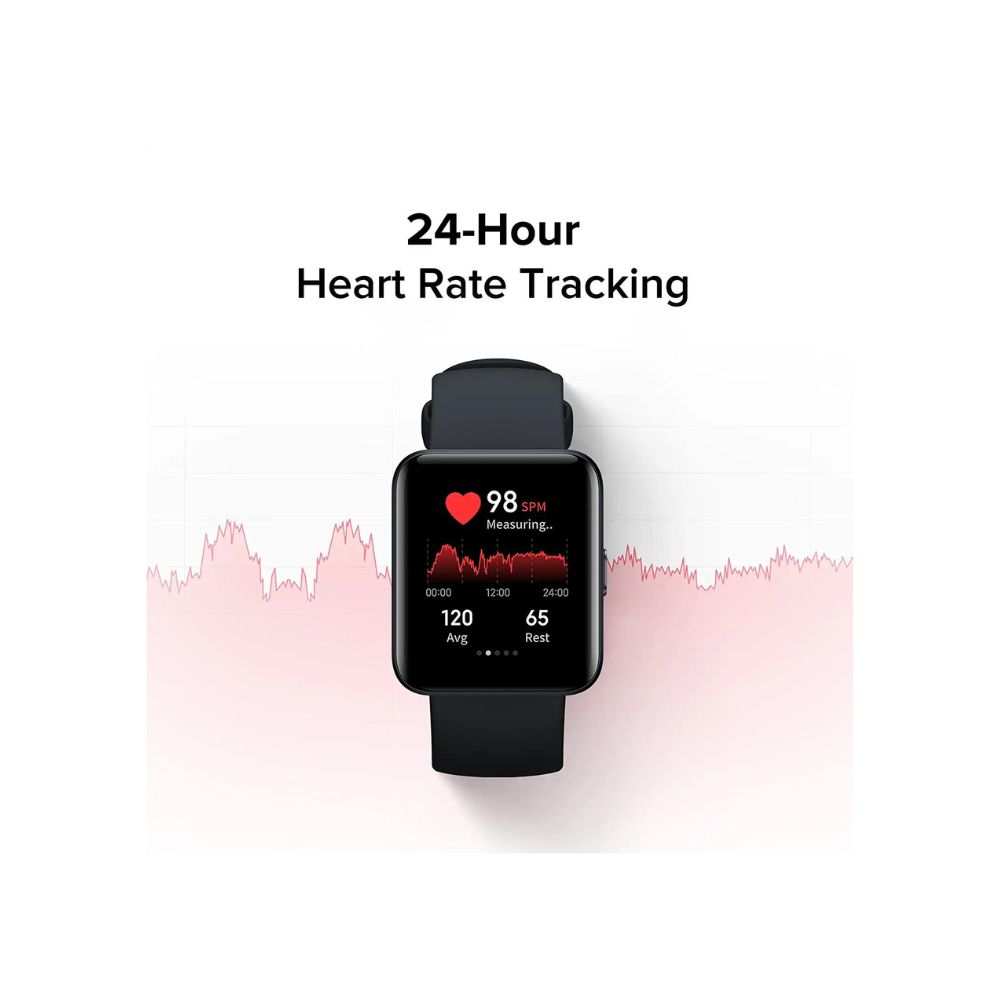 24-Hour
Heart Rate Tracking
98 SPM
Measuring..
00:00 12:00 24:00
120 65
Avg Rest